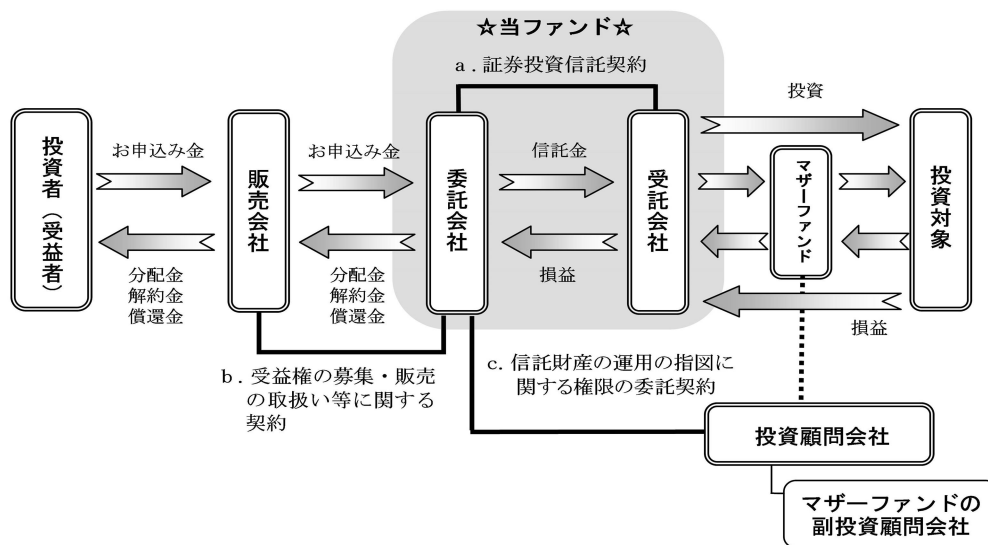 ☆当ファンド☆
a．証券投資信託契約
投資
投資者（受益者）
お申込み金
販売会社
お申込み金
委託会社
信託金
受託会社
マザーファンド
投資対象
分配金
解約金
償還金
分配金
解約金
償還金
損益
損益
b．受益権の募集・販売
の取扱い等に関する
契約
c．信託財産の運用の指図に
関する権限の委託契約
投資顧問会社
マザーファンドの
副投資顧問会社